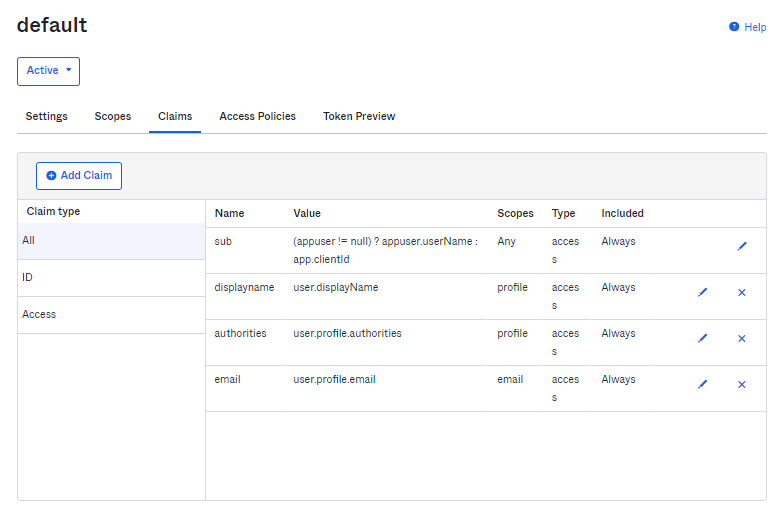 default
Help
Active
Settings Scopes Claims Access Policies Token Preview
Add Claim
Claim type
All
ID
Access
Name Value Scopes Type Included
sub (appuser != null) ? appuser.userName : Any acces Always
app.clientId s
displayname user.displayName profile acces Always
s
authorities user.profile.authorities profile acces Always
s
email user.profile.email email acces Always
s